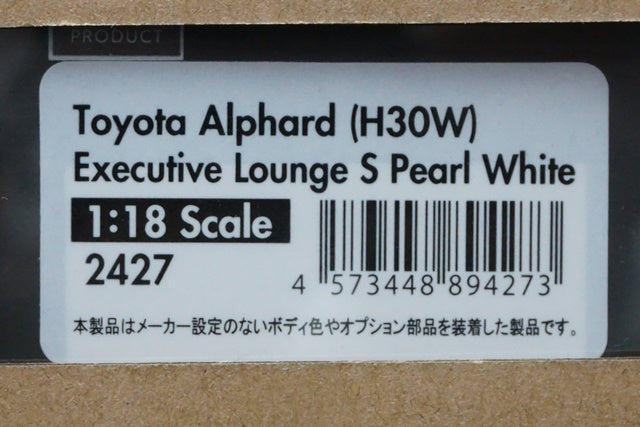 PRODUCT
Toyota Alphard (H30W)
Executive Lounge S Pearl White
1:18 Scale
2427
4 573448 894273
本製品はメーカー設定のないボディ色やオプション部品を装着した製品です。